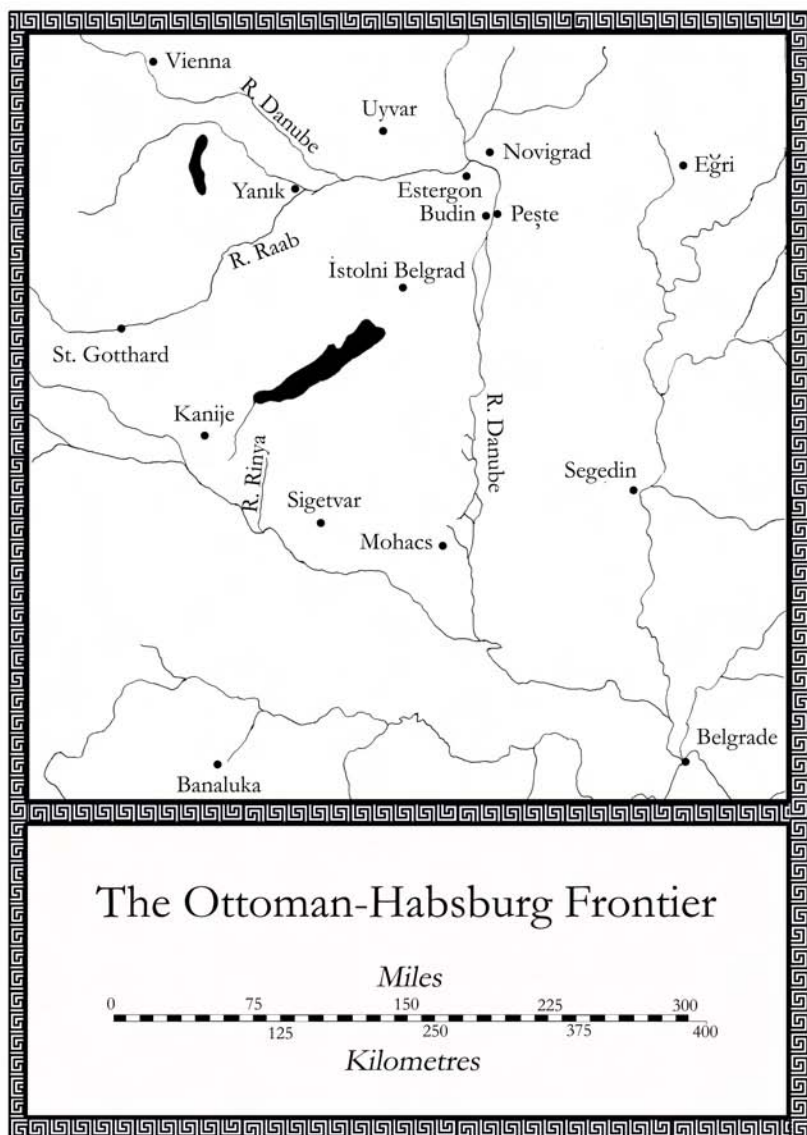 Vienna
R. Danube
Uyvar
Novigrad
Eğri
Yanık
Estergon
Budin
Peşte
R. Raab
İstolni Belgrad
St. Gotthard
Kanije
R. Rinya
R. Danube
Segedin
Sigetvar
Mohacs
Belgrade
Banaluka
The Ottoman-Habsburg Frontier
Miles
0 75 150 225 300
125 250 375 400
Kilometres